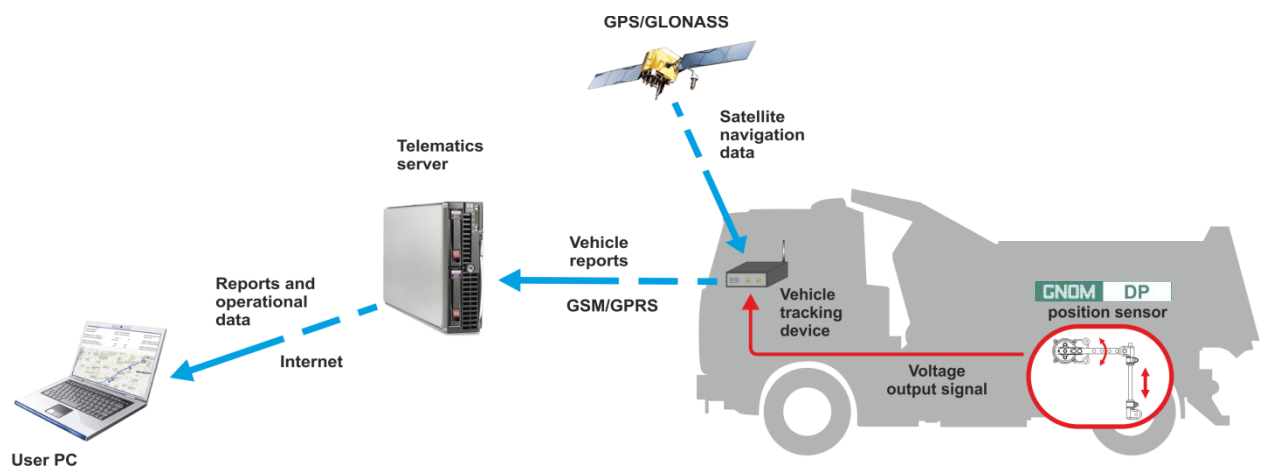 GPS/GLONASS
Satellite
navigation
data
Telematics
server
Vehicle
reports
GSM/GPRS
Reports and
operational
data
Internet
User PC
Vehicle
tracking
device
GNOM DP
position sensor
Voltage
output signal